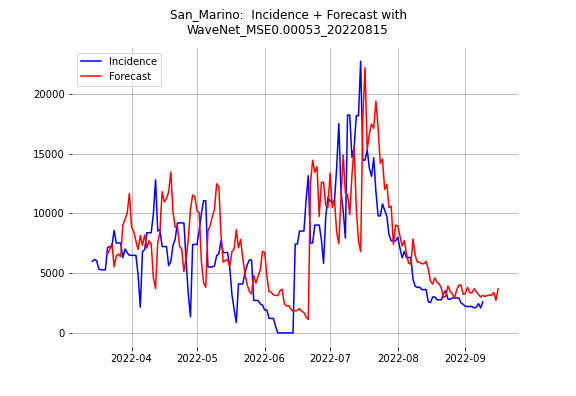 San_Marino:  Incidence + Forecast with
WaveNet_MSE0.00053_20220815
Incidence
Forecast
20000
15000
10000
5000
0
2022-04 2022-05 2022-06 2022-07 2022-08 2022-09